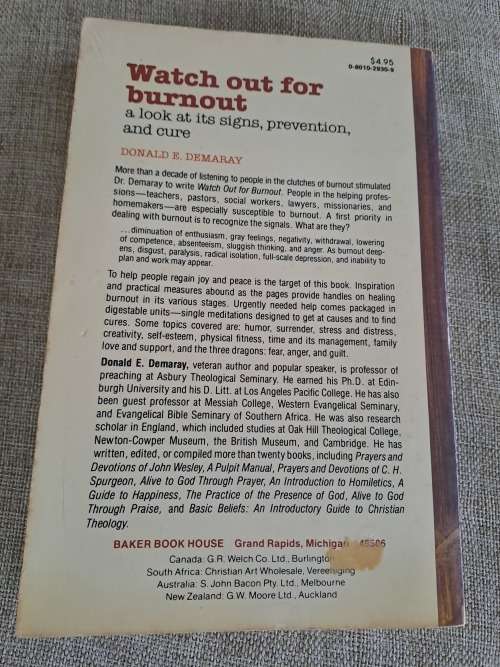 $4.95
0-8010-2930-9
Watch out for
burnout
a look at its signs, prevention,
and cure
DONALD E. DEMARAY
More than a decade of listening to people in the clutches of burnout stimulated
Dr. Demaray to write Watch Out for Burnout. People in the helping profes-
sions—teachers, pastors, social workers, lawyers, missionaries, and
homemakers—are especially susceptible to burnout. A first priority in
dealing with burnout is to recognize the signals. What are they?
...diminution of enthusiasm, gray feelings, negativity, withdrawal, lowering
of competence, absenteeism, sluggish thinking, and anger. As burnout deep-
ens, disgust, paralysis, radical isolation, full-scale depression, and inability to
plan and work may appear.
To help people regain joy and peace is the target of this book. Inspiration
and practical measures abound as the pages provide handles on healing
burnout in its various stages. Urgently needed help comes packaged in
digestable units—single meditations designed to get at causes and to find
cures. Some topics covered are: humor, surrender, stress and distress,
creativity, self-esteem, physical fitness, time and its management, family
love and support, and the three dragons: fear, anger, and guilt.
Donald E. Demaray, veteran author and popular speaker, is professor of
preaching at Asbury Theological Seminary. He earned his Ph.D. at Edin-
burgh University and his D. Litt. at Los Angeles Pacific College. He has also
been guest professor at Messiah College, Western Evangelical Seminary,
and Evangelical Bible Seminary of Southern Africa. He was also research
scholar in England, which included studies at Oak Hill Theological College,
Newton-Cowper Museum, the British Museum, and Cambridge. He has
written, edited, or compiled more than twenty books, including Prayers and
Devotions of John Wesley, A Pulpit Manual, Prayers and Devotions of C. H.
Spurgeon, Alive to God Through Prayer, An Introduction to Homiletics, A
Guide to Happiness, The Practice of the Presence of God, Alive to God
Through Praise, and Basic Beliefs: An Introductory Guide to Christian
Theology.
BAKER BOOK HOUSE Grand Rapids, Michigan 49506
Canada: G.R. Welch Co. Ltd., Burlington
South Africa: Christian Art Wholesale, Vereeniging
Australia: S. John Bacon Pty. Ltd., Melbourne
New Zealand: G.W. Moore Ltd., Auckland